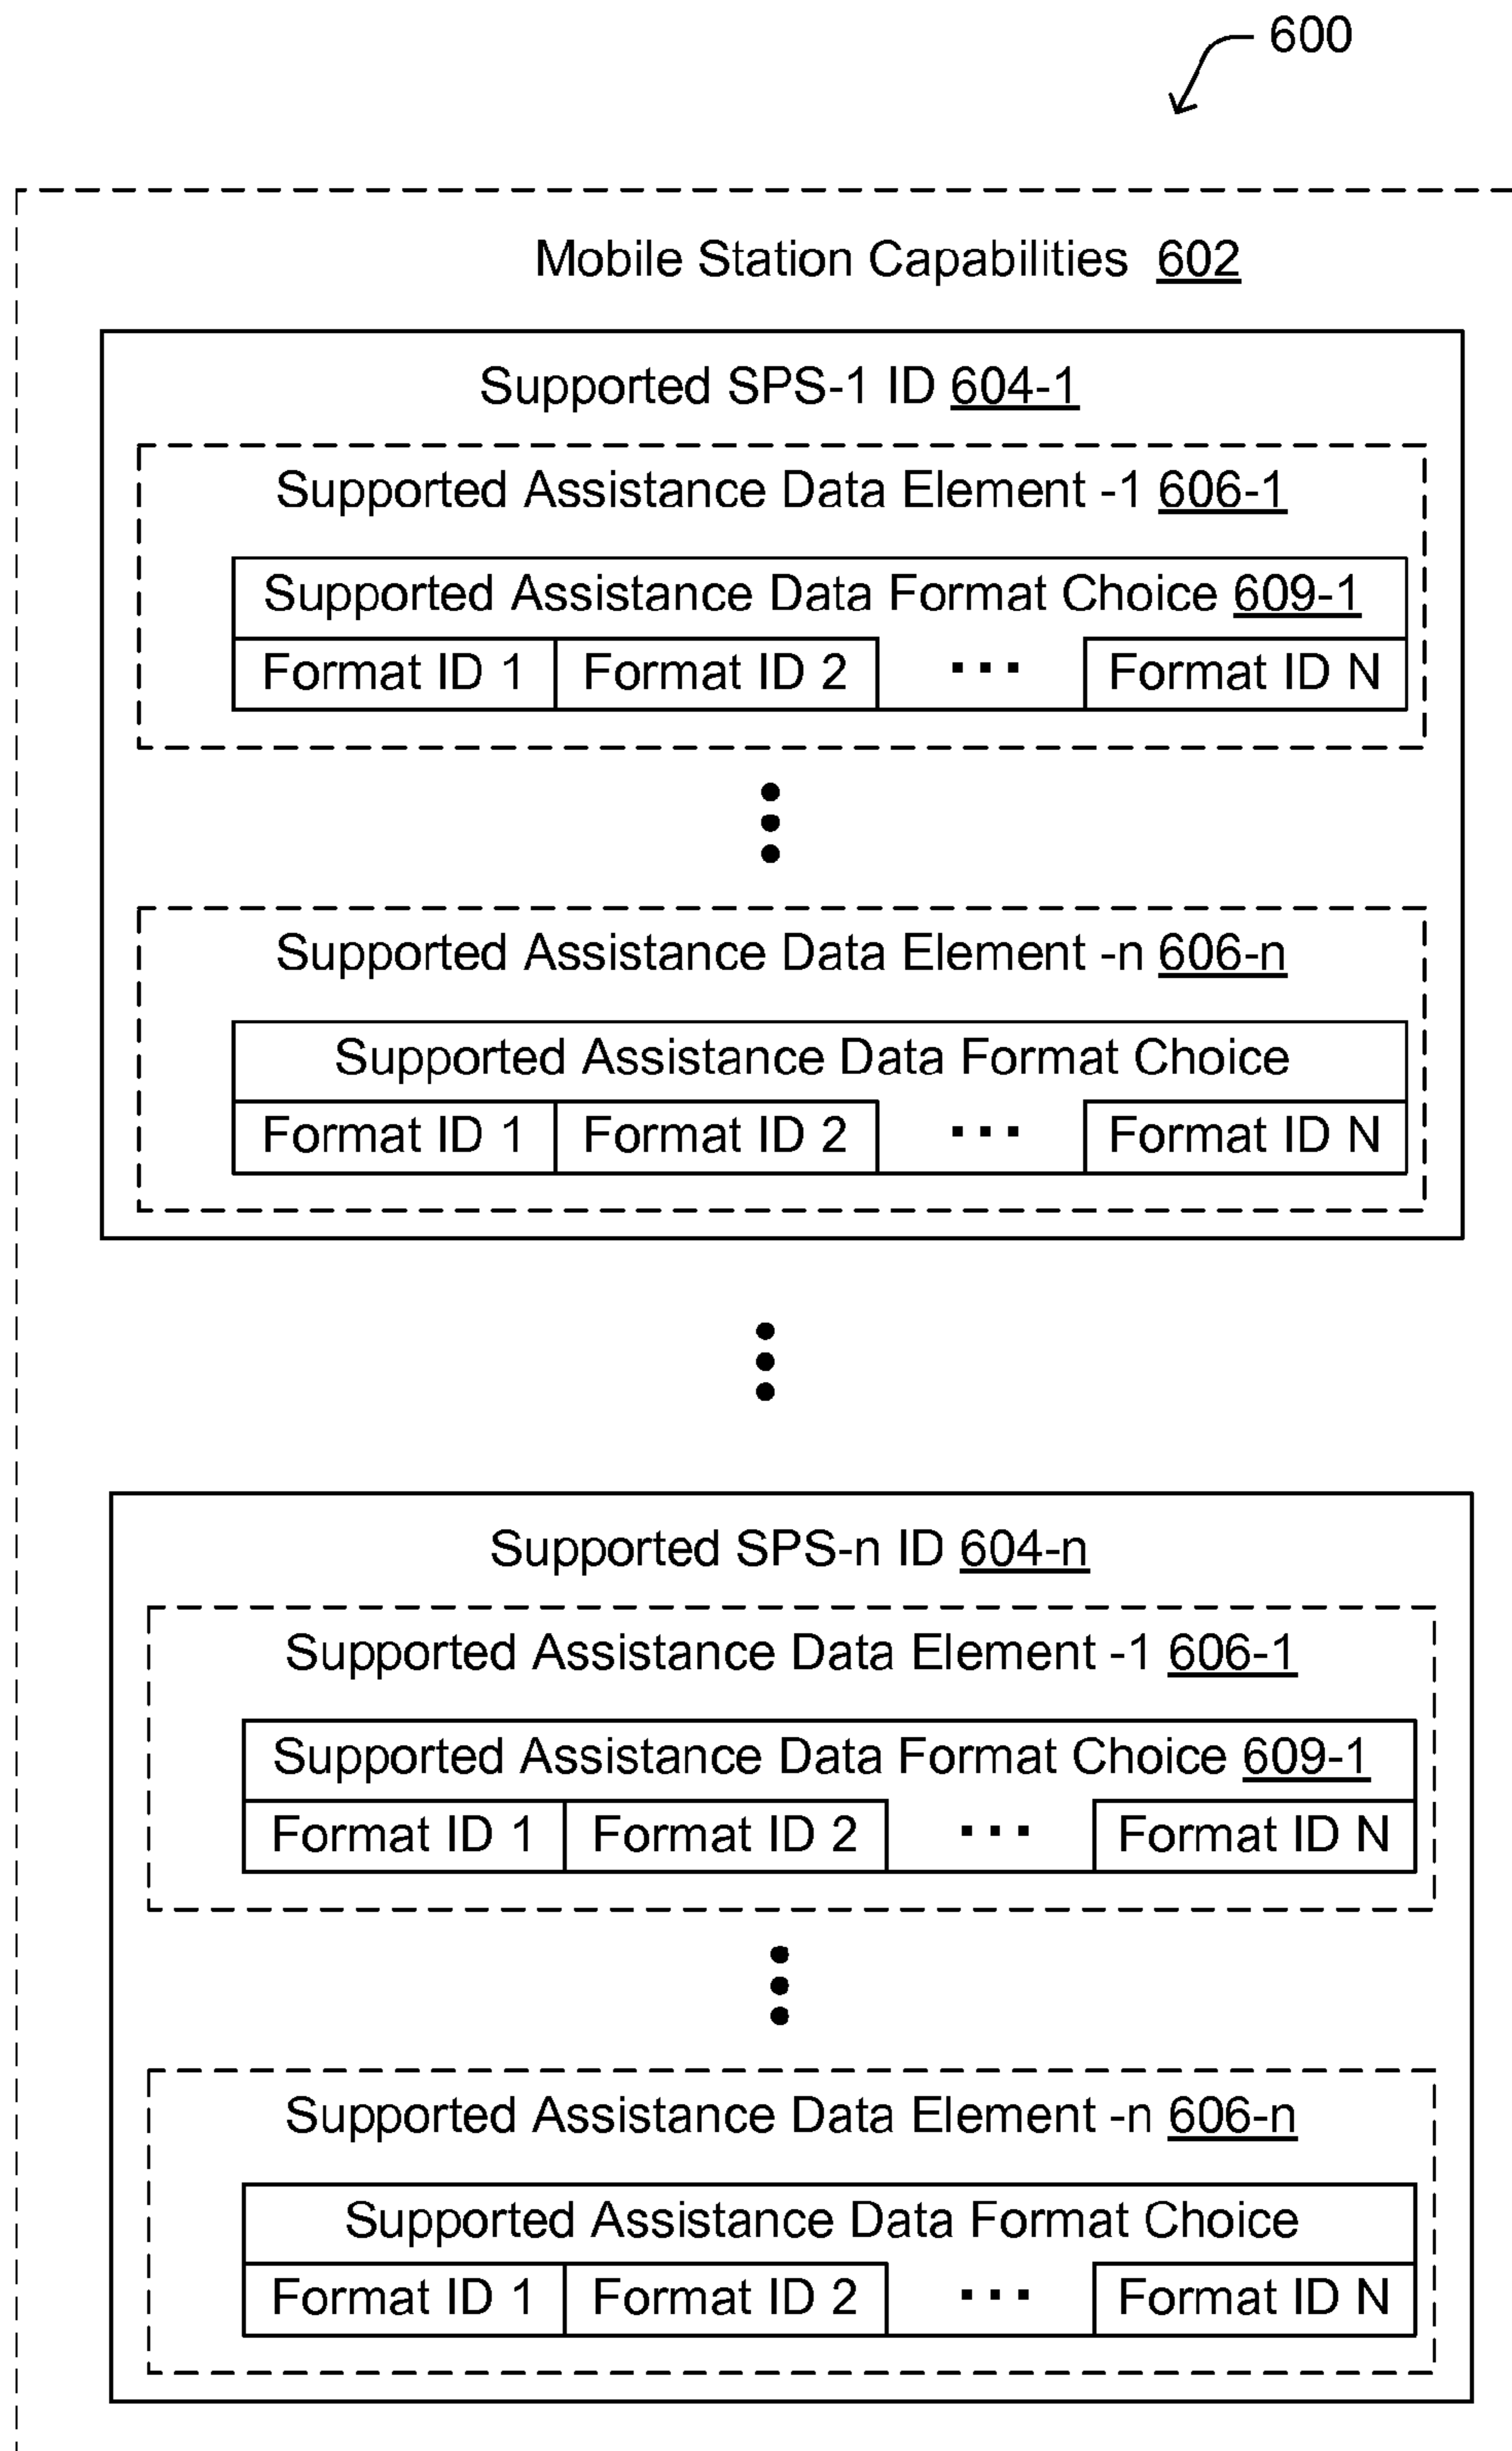 600
Mobile Station Capabilities 602
Supported SPS-1 ID 604-1
Supported Assistance Data Element -1 606-1
Supported Assistance Data Format Choice 609-1
Format ID 1 Format ID 2 ... Format ID N
Supported Assistance Data Element -n 606-n
Supported Assistance Data Format Choice
Format ID 1 Format ID 2 ... Format ID N
Supported SPS-n ID 604-n
Supported Assistance Data Element -1 606-1
Supported Assistance Data Format Choice 609-1
Format ID 1 Format ID 2 ... Format ID N
Supported Assistance Data Element -n 606-n
Supported Assistance Data Format Choice
Format ID 1 Format ID 2 ... Format ID N